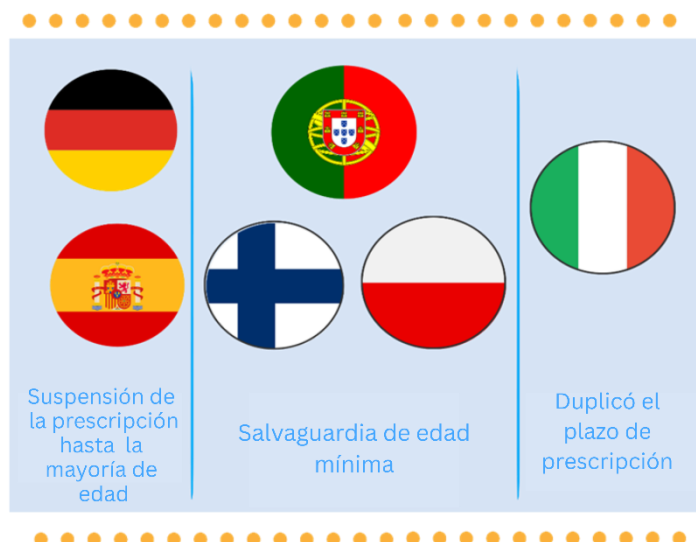 Suspensión de
la prescripción
hasta la
mayoría de
edad
Salvaguardia de edad
mínima
Duplicó el
plazo de
prescripción